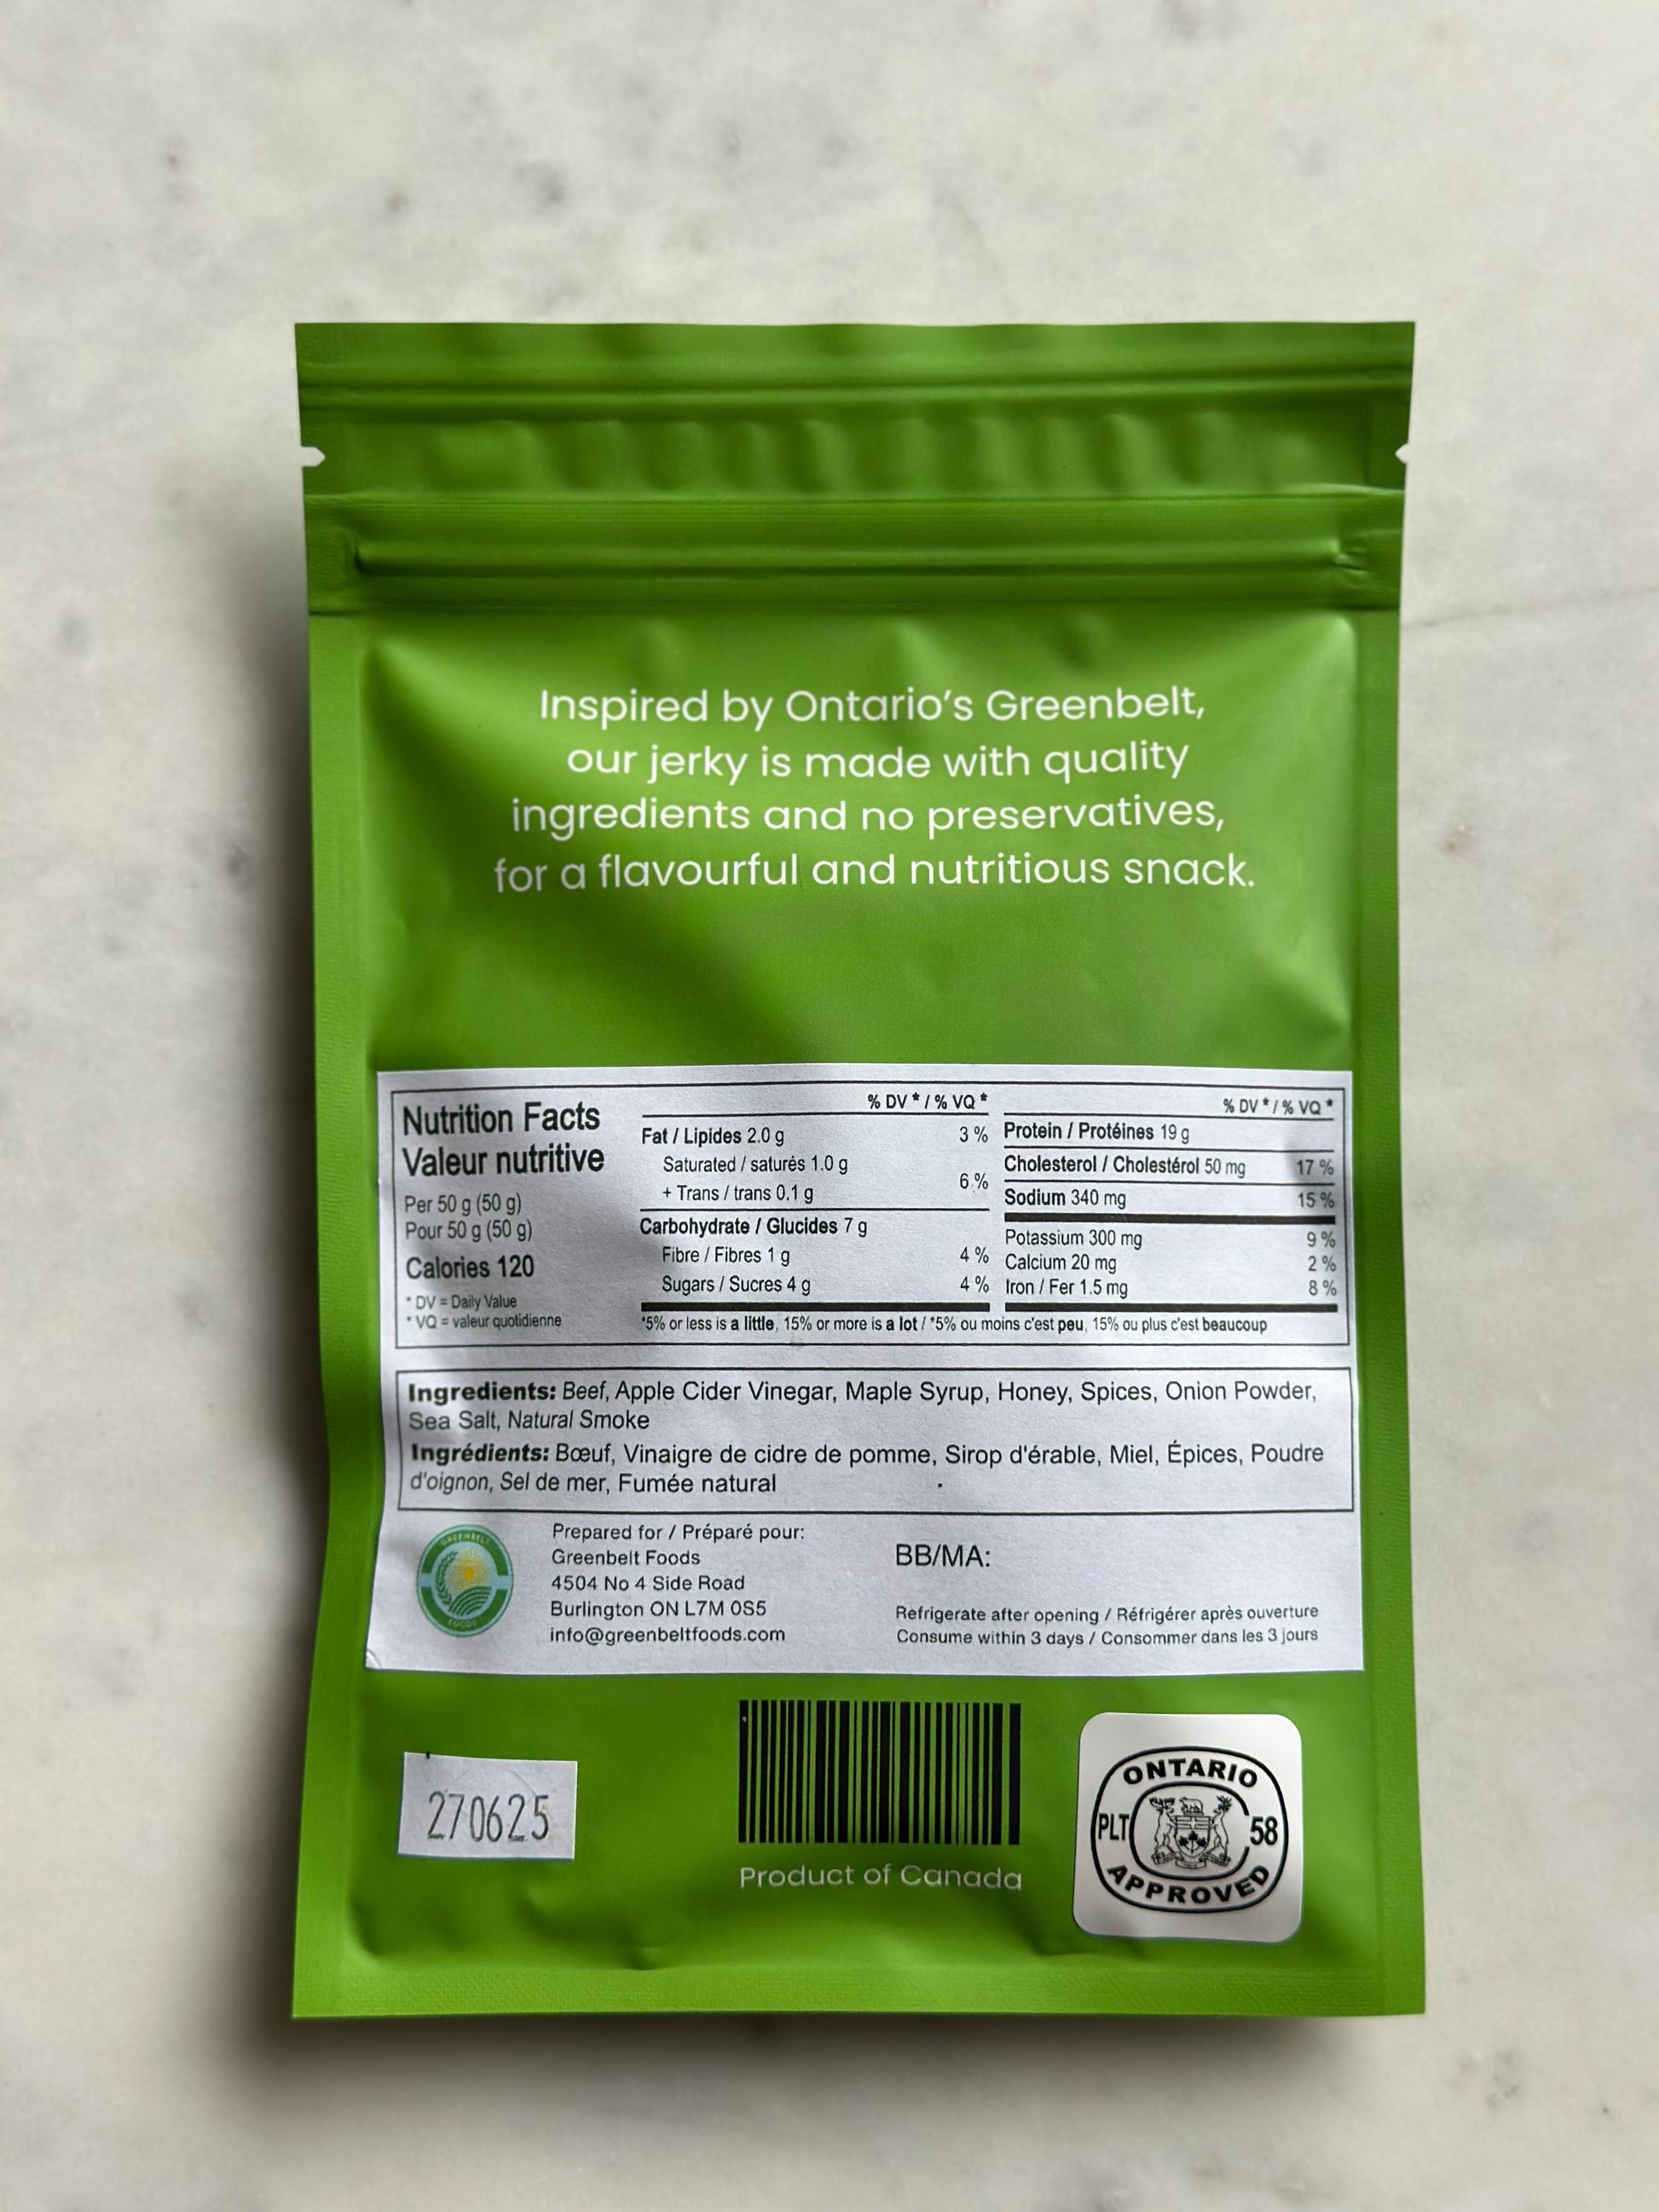 Inspired by Ontario's Greenbelt,
our jerky is made with quality
ingredients and no preservatives,
for a flavourful and nutritious snack.
Nutrition Facts
Valeur nutritive
Per 50 g (50 g)
Pour 50 g (50 g)
Calories 120
* DV = Daily Value
* VQ = valeur quotidienne
% DV * / % VQ *
Fat / Lipides 2.0 g 3 %
Saturated / saturés 1.0 g
+ Trans / trans 0.1 g
6 %
Carbohydrate / Glucides 7 g
Fibre / Fibres 1 g 4 %
Sugars / Sucres 4 g 4 %
% DV * / % VQ *
Protein / Protéines 19 g
Cholesterol / Cholestérol 50 mg 17 %
Sodium 340 mg 15 %
Potassium 300 mg 9 %
Calcium 20 mg 2 %
Iron / Fer 1.5 mg 8 %
*5% or less is a little, 15% or more is a lot / *5% ou moins c'est peu, 15% ou plus c'est beaucoup
Ingredients: Beef, Apple Cider Vinegar, Maple Syrup, Honey, Spices, Onion Powder,
Sea Salt, Natural Smoke
Ingrédients: Bœuf, Vinaigre de cidre de pomme, Sirop d'érable, Miel, Épices, Poudre
d'oignon, Sel de mer, Fumée natural
GREENBELT
FOODS
Prepared for / Préparé pour:
Greenbelt Foods
4504 No 4 Side Road
Burlington ON L7M 0S5
info@greenbeltfoods.com
BB/MA:
Refrigerate after opening / Réfrigérer après ouverture
Consume within 3 days / Consommer dans les 3 jours
270625
Product of Canada
ONTARIO
PLT 58
APPROVED